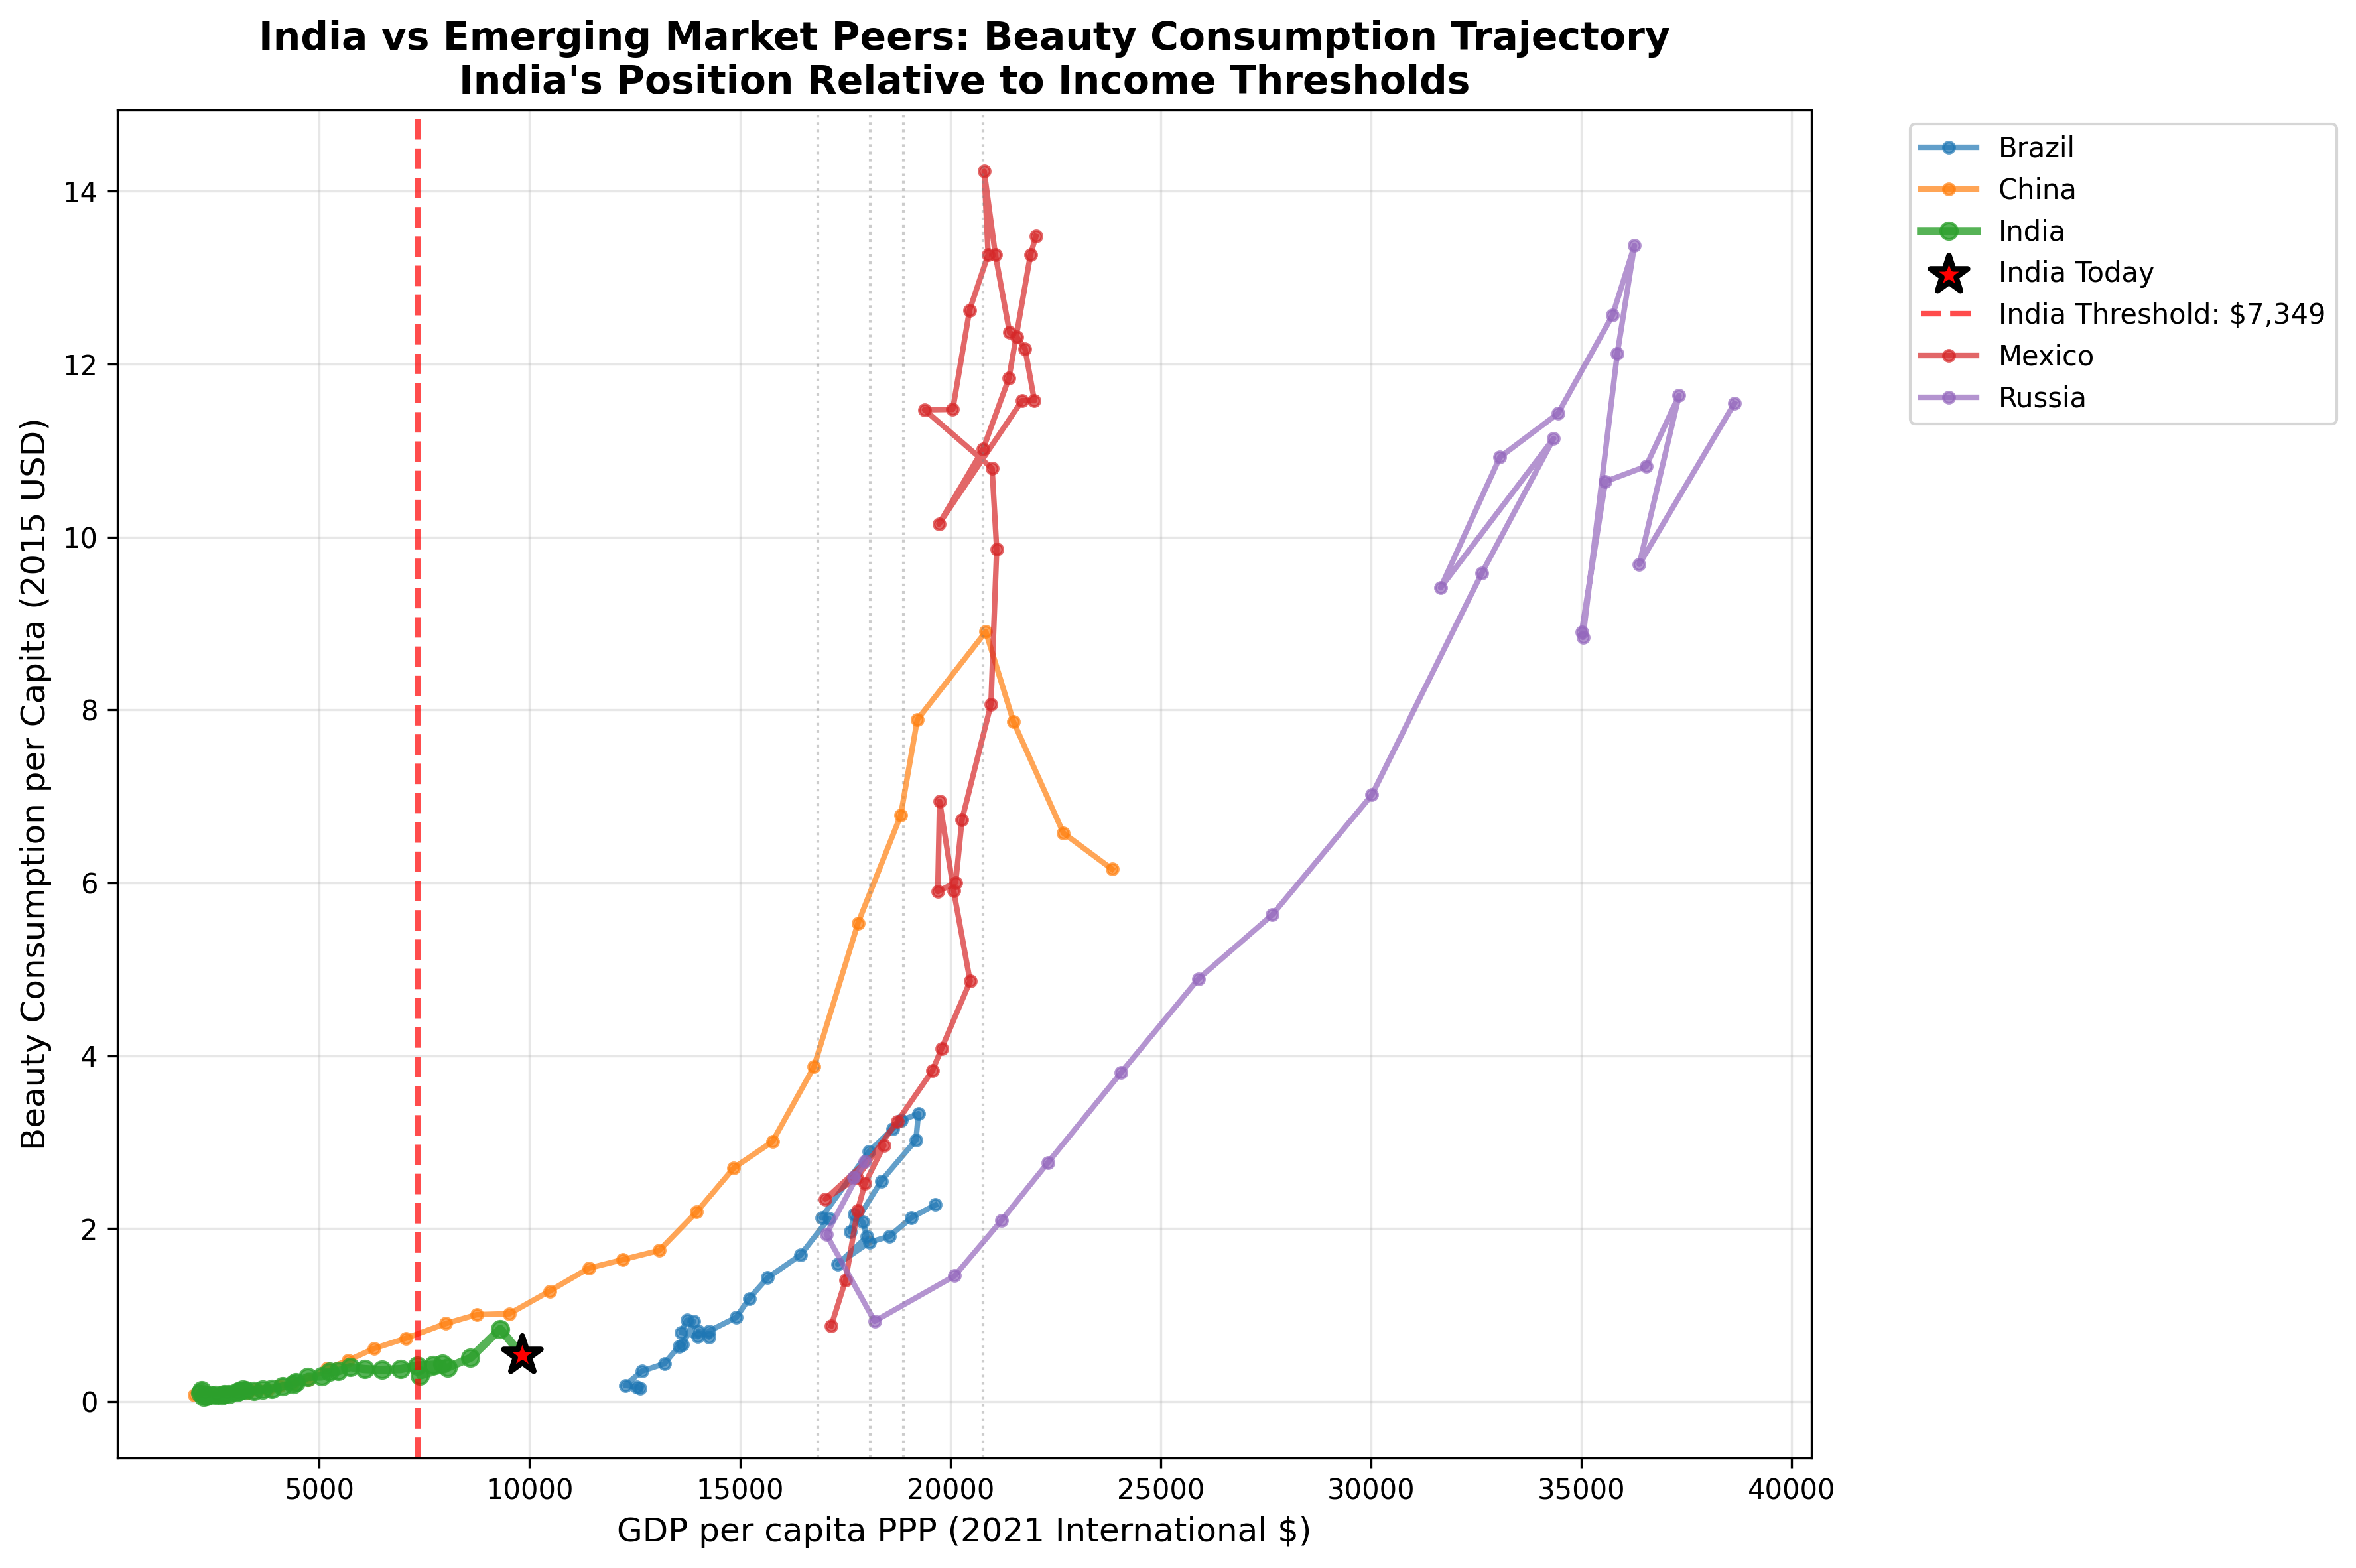 India vs Emerging Market Peers: Beauty Consumption Trajectory
India's Position Relative to Income Thresholds
Beauty Consumption per Capita (2015 USD)
14
12
10
8
6
4
2
0
5000
10000
15000
20000
25000
30000
35000
40000
GDP per capita PPP (2021 International $)
Brazil
China
India
India Today
India Threshold: $7,349
Mexico
Russia